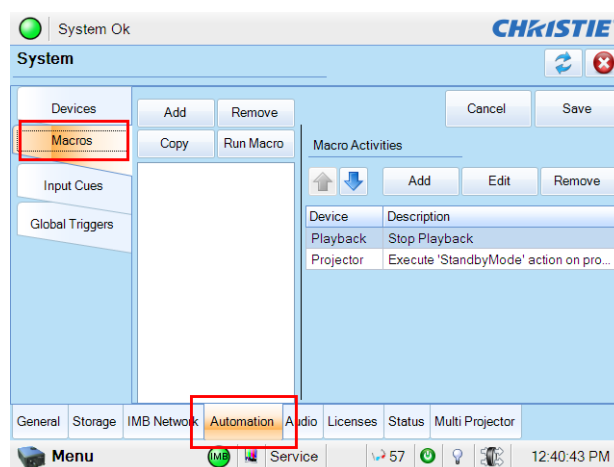 System Ok
CHRISTIE
System
Devices
Macros
Input Cues
Global Triggers
Add Remove
Copy Run Macro
Cancel Save
Macro Activities
Add Edit Remove
Device Description
Playback Stop Playback
Projector Execute 'StandbyMode' action on pro...
General Storage IMB Network Automation Audio Licenses Status Multi Projector
Menu IMB Service 57 12:40:43 PM